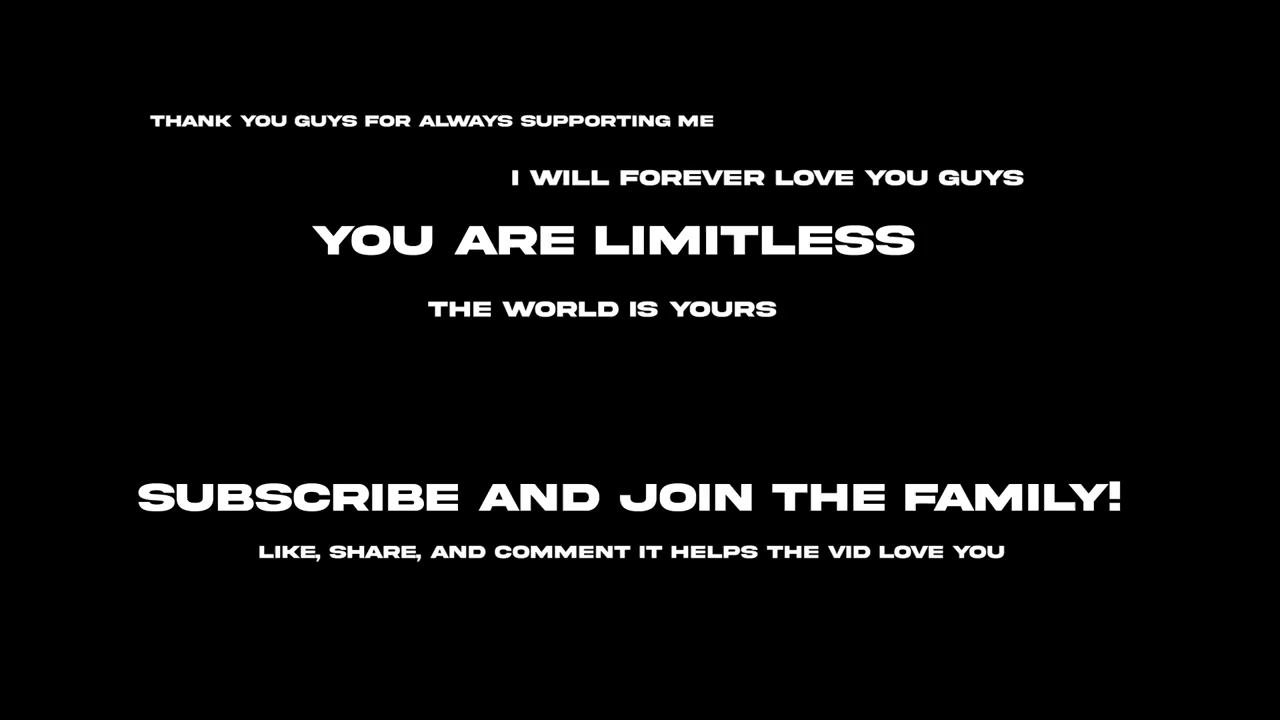 THANK YOU GUYS FOR ALWAYS SUPPORTING ME
I WILL FOREVER LOVE YOU GUYS
YOU ARE LIMITLESS
THE WORLD IS YOURS
SUBSCRIBE AND JOIN THE FAMILY!
LIKE, SHARE, AND COMMENT IT HELPS THE VID LOVE YOU